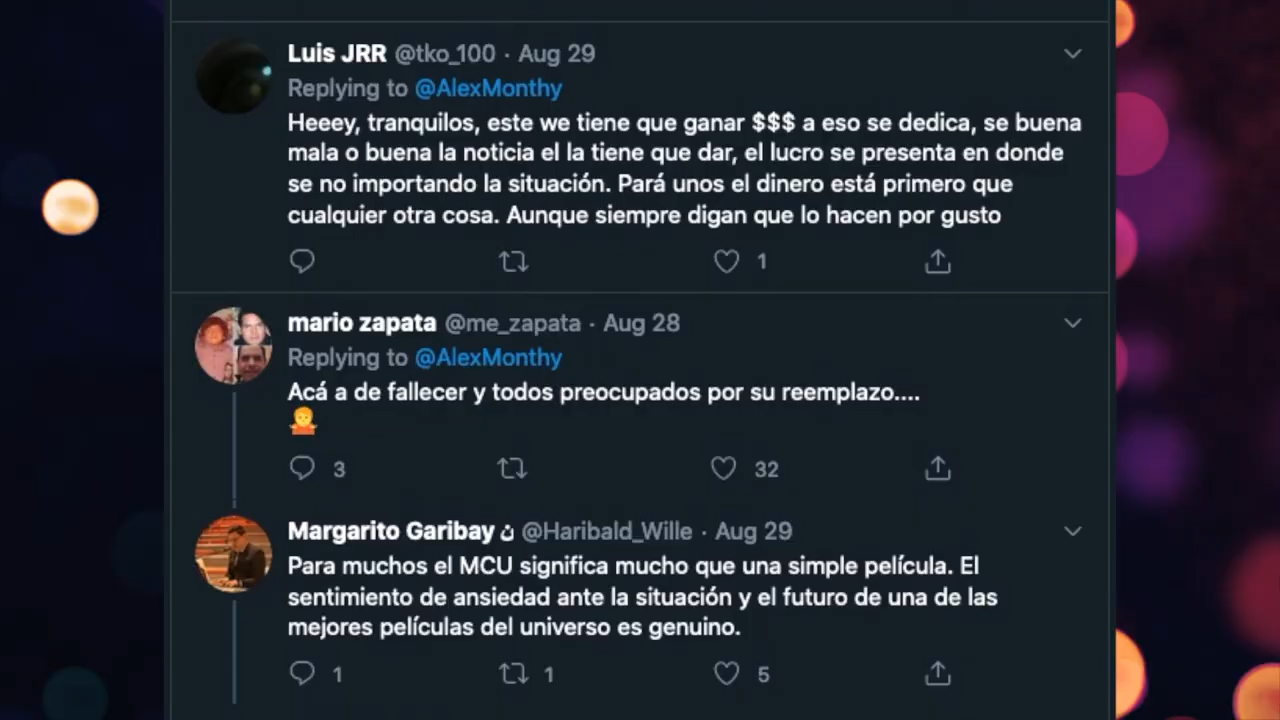 Luis JRR @tko_100 · Aug 29
Replying to @AlexMonthy
Heeey, tranquilos, este we tiene que ganar $$$ a eso se dedica, se buena
mala o buena la noticia el la tiene que dar, el lucro se presenta en donde
se no importando la situación. Pará unos el dinero está primero que
cualquier otra cosa. Aunque siempre digan que lo hacen por gusto
1
mario zapata @me_zapata · Aug 28
Replying to @AlexMonthy
Acá a de fallecer y todos preocupados por su reemplazo....
🤷
3 32
Margarito Garibay ن @Haribald_Wille · Aug 29
Para muchos el MCU significa mucho que una simple película. El
sentimiento de ansiedad ante la situación y el futuro de una de las
mejores películas del universo es genuino.
1 1 5